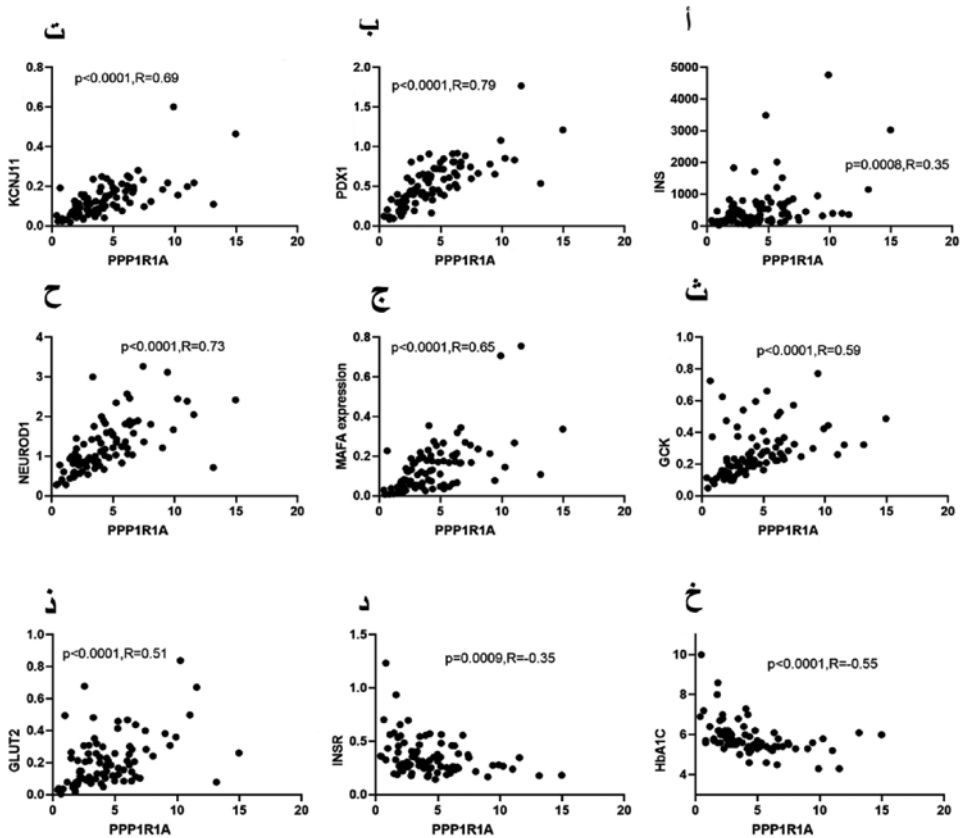 أ
p=0.0008,R=0.35
5000
4000
3000
2000
1000
0
INS
0 5 10 15 20
PPP1R1A
ب
p<0.0001,R=0.79
2.0
1.5
1.0
0.5
0.0
PDX1
0 5 10 15 20
PPP1R1A
ت
p<0.0001,R=0.69
0.8
0.6
0.4
0.2
0.0
KCNJ11
0 5 10 15 20
PPP1R1A
ث
p<0.0001,R=0.59
1.0
0.8
0.6
0.4
0.2
0.0
GCK
0 5 10 15 20
PPP1R1A
ج
p<0.0001,R=0.65
0.8
0.6
0.4
0.2
0.0
MAFA expression
0 5 10 15 20
PPP1R1A
ح
p<0.0001,R=0.73
4
3
2
1
0
NEUROD1
0 5 10 15 20
PPP1R1A
خ
p<0.0001,R=-0.55
10
8
6
4
HbA1C
0 5 10 15 20
PPP1R1A
د
p=0.0009,R=-0.35
1.5
1.0
0.5
0.0
INSR
0 5 10 15 20
PPP1R1A
ذ
p<0.0001,R=0.51
1.0
0.8
0.6
0.4
0.2
0.0
GLUT2
0 5 10 15 20
PPP1R1A